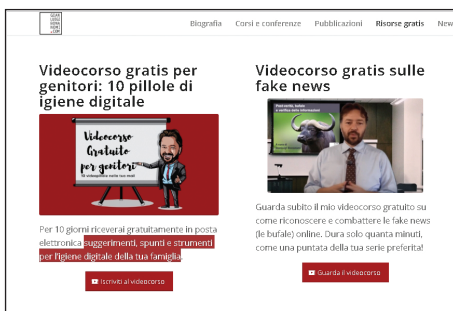 Biografia
Corsi e conferenze
Pubblicazioni
Risorse gratis
New
Videocorso gratis per
genitori: 10 pillole di
igiene digitale
Videocorso
Gratuito
per genitori
Per 10 giorni riceverai gratuitamente in posta
elettronica suggerimenti, spunti e strumenti
per l'igiene digitale della tua famiglia.
Iscriviti al videocorso
Videocorso gratis sulle
fake news
Guarda subito il mio videocorso gratuito su
come riconoscere e combattere le fake news
(le bufale) online. Dura solo quanta minuti,
come una puntata della tua serie preferita!
Guarda il videocorso